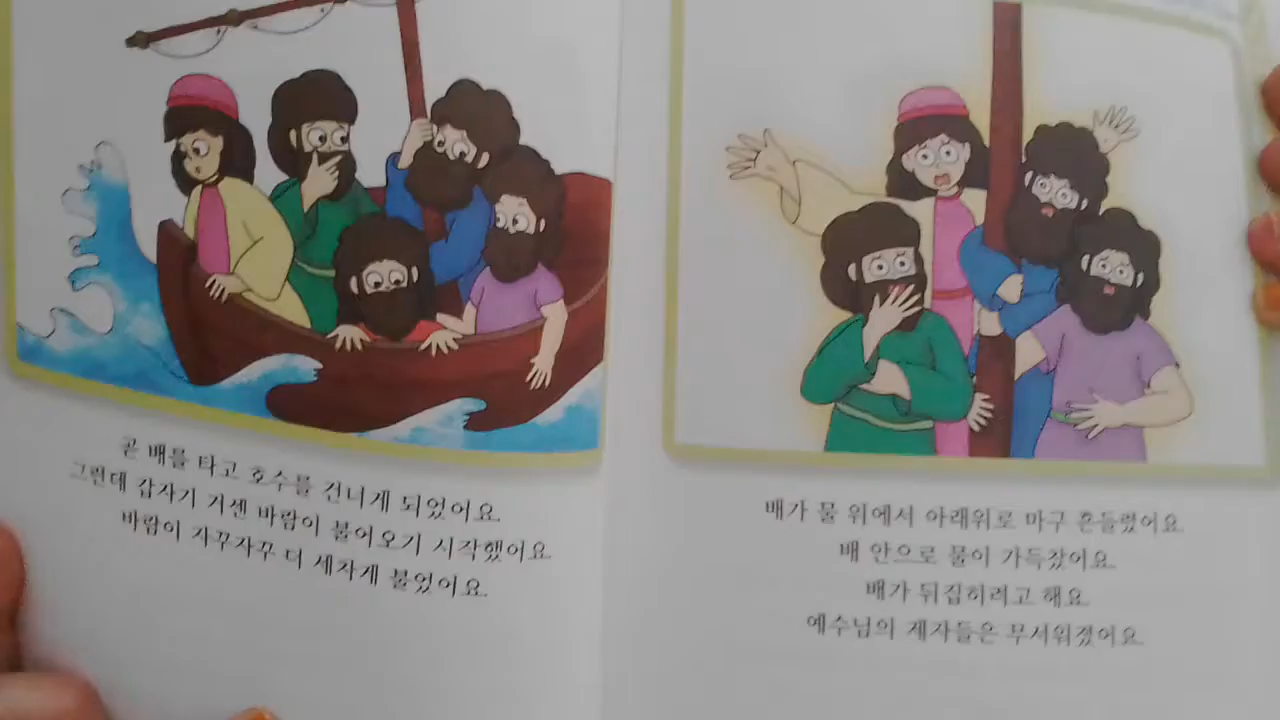 곧 배를 타고 호수를 건너게 되었어요.
그런데 갑자기 거센 바람이 불어오기 시작했어요.
바람이 자꾸자꾸 더 세차게 불었어요.
배가 물 위에서 아래위로 마구 흔들렸어요.
배 안으로 물이 가득찼어요.
배가 뒤집히려고 해요.
예수님의 제자들은 무서워졌어요.